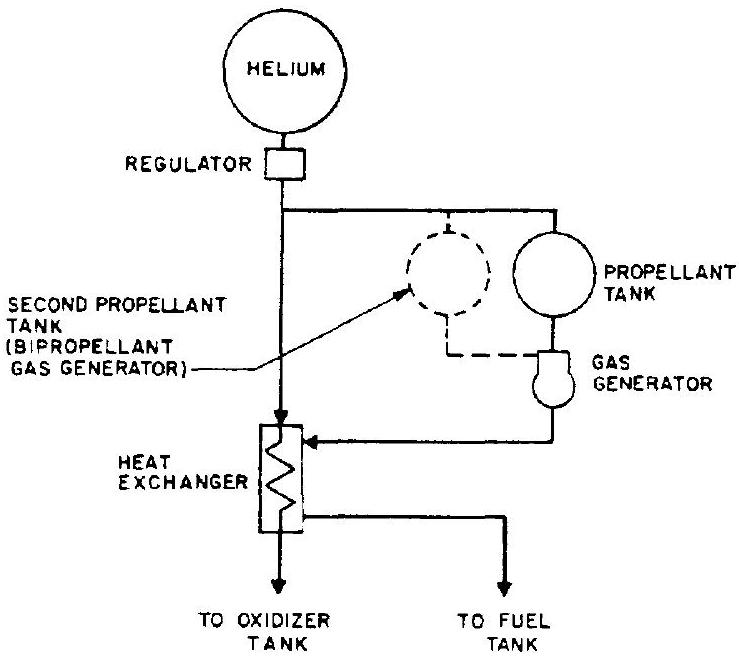 HELIUM
REGULATOR
PROPELLANT
TANK
SECOND PROPELLANT
TANK
(BIPROPELLANT
GAS GENERATOR)
GAS
GENERATOR
HEAT
EXCHANGER
TO OXIDIZER
TANK
TO FUEL
TANK